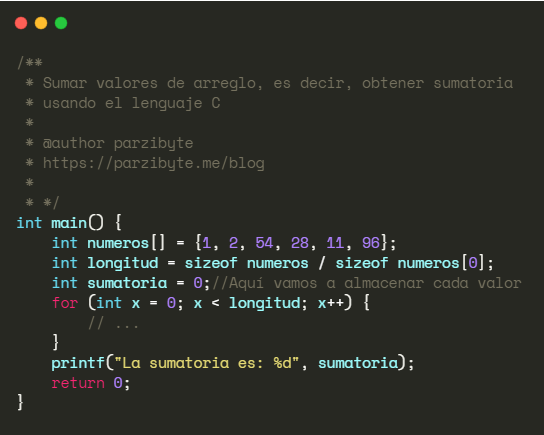 /**
 * Sumar valores de arreglo, es decir, obtener sumatoria
 * usando el lenguaje C
 *
 * @author parzibyte
 * https://parzibyte.me/blog
 *
 * */
int main() {
    int numeros[] = {1, 2, 54, 28, 11, 96};
    int longitud = sizeof numeros / sizeof numeros[0];
    int sumatoria = 0;//Aquí vamos a almacenar cada valor
    for (int x = 0; x < longitud; x++) {
        // ...
    }
    printf("La sumatoria es: %d", sumatoria);
    return 0;
}